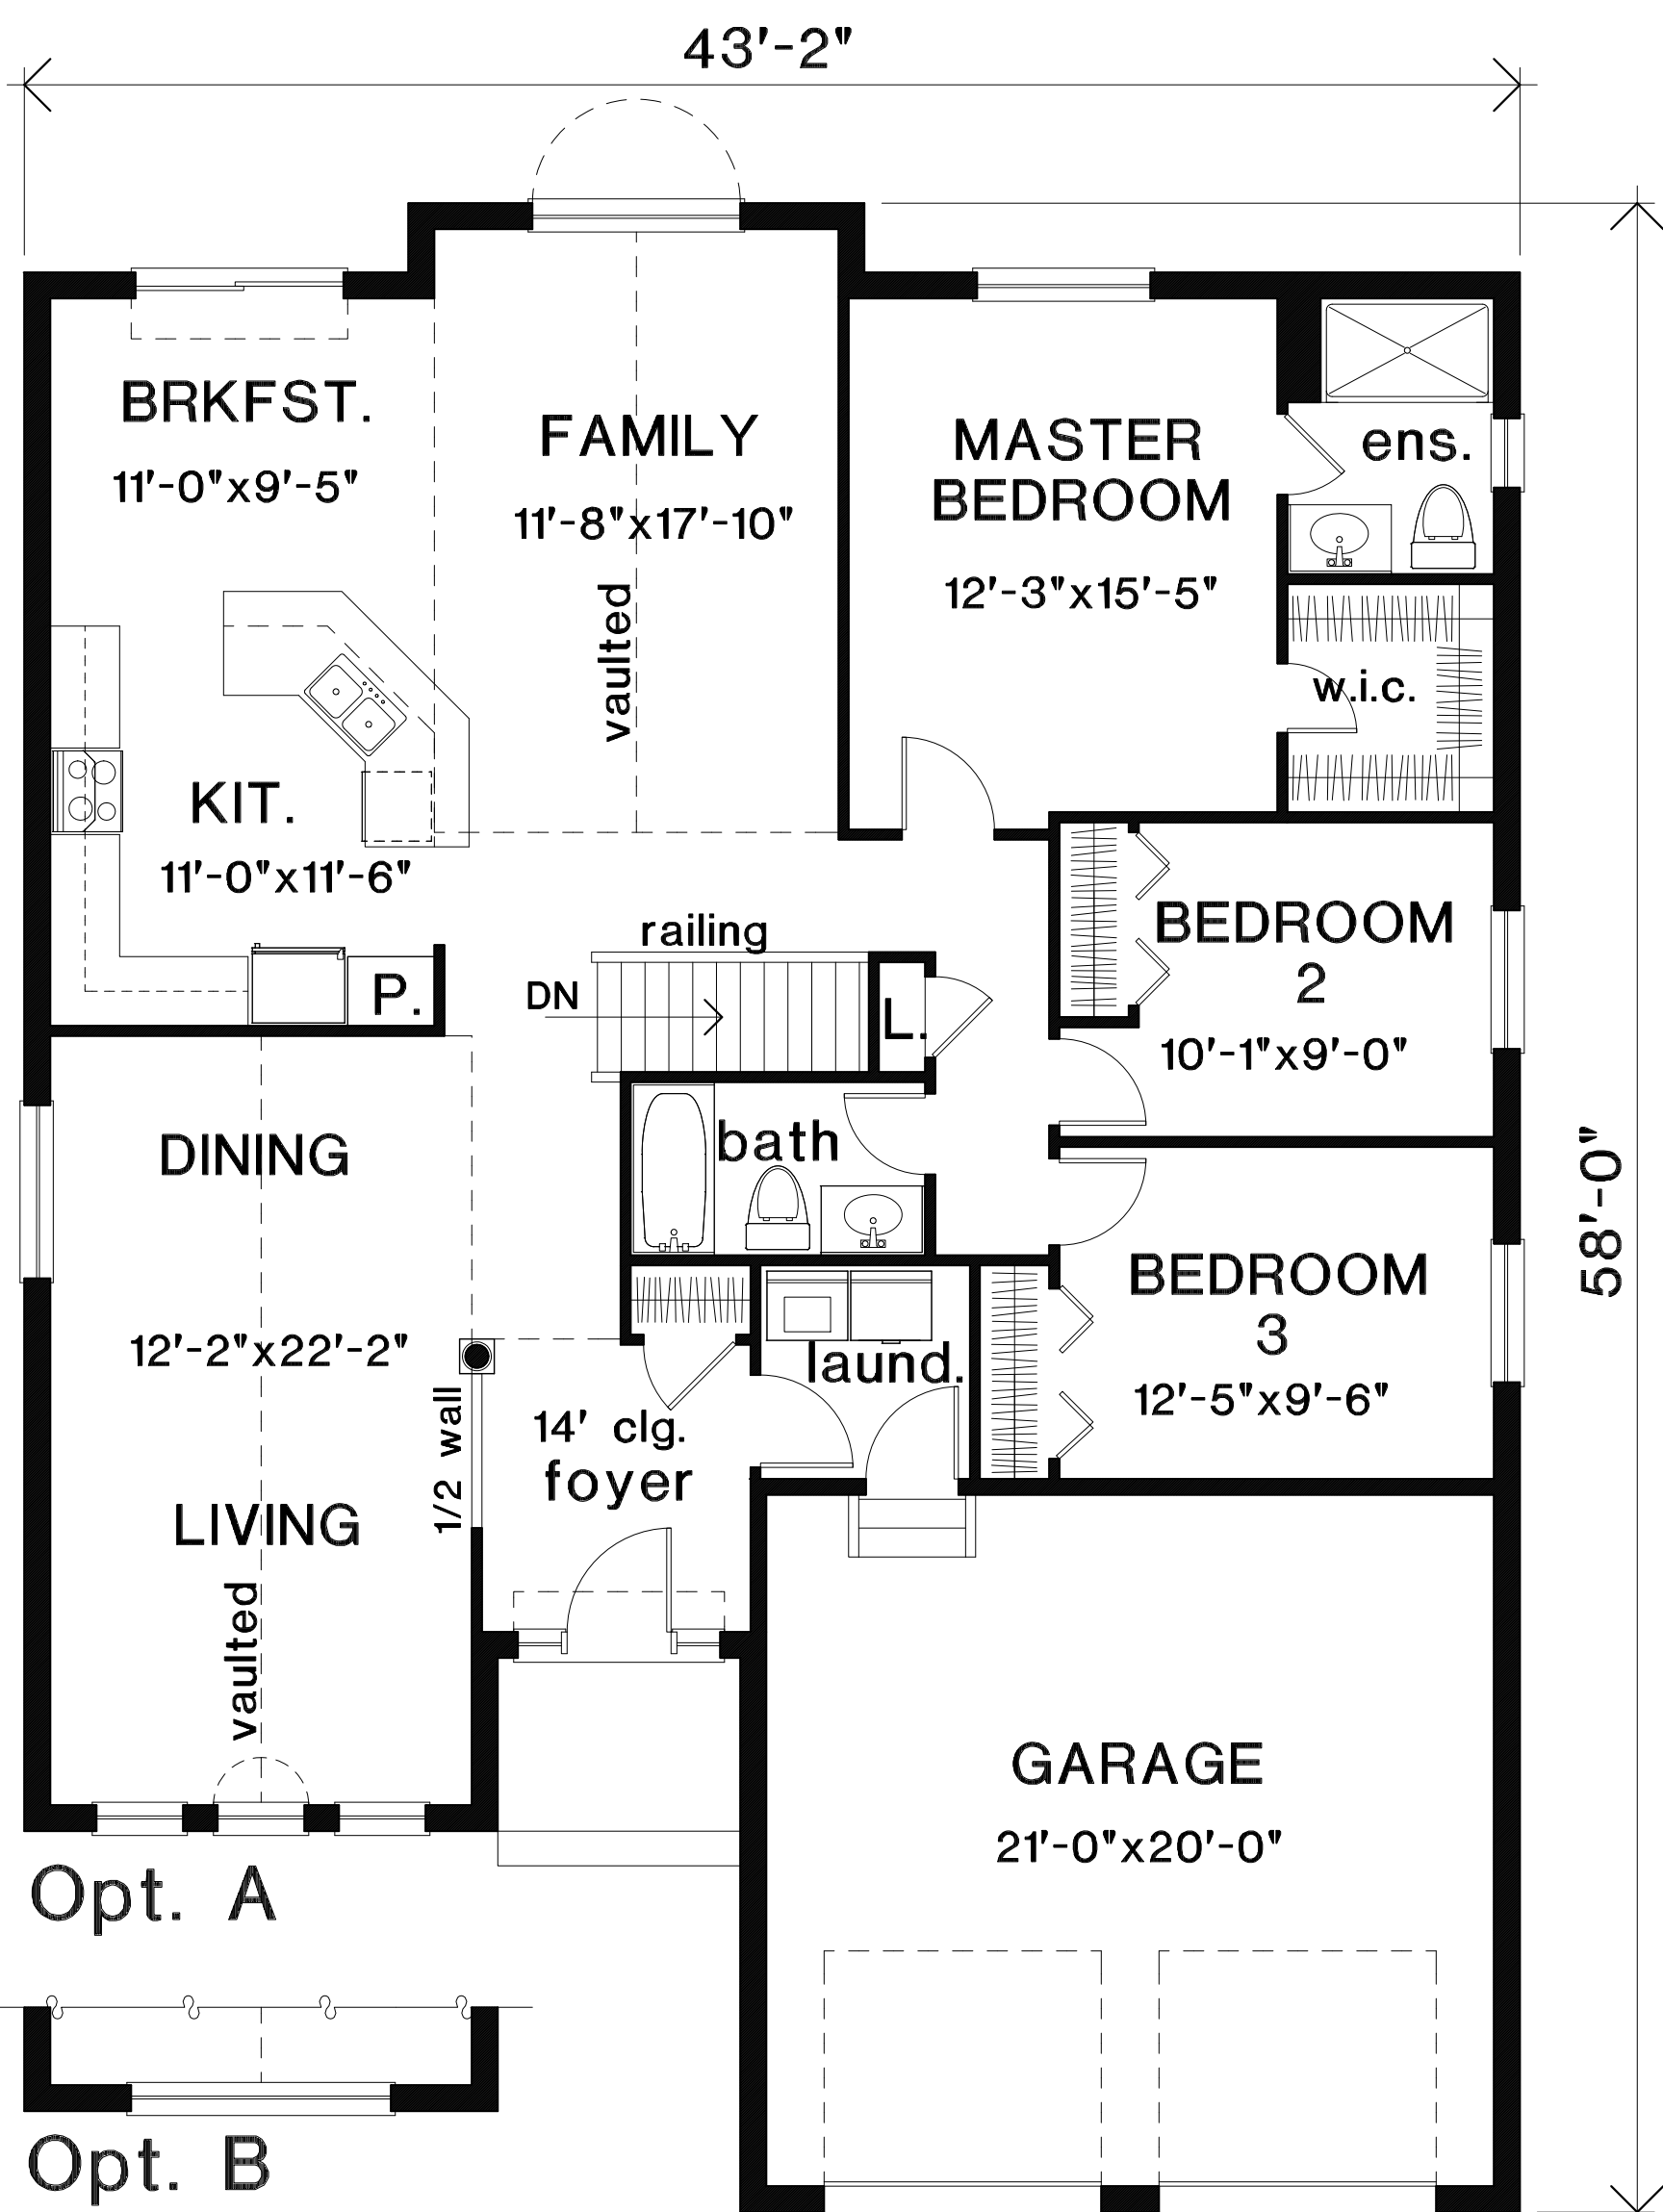 43'-2"
BRKFST.
11'-0"x9'-5"
FAMILY
11'-8"x17'-10"
vaulted
MASTER
BEDROOM
12'-3"x15'-5"
ens.
w.i.c.
KIT.
11'-0"x11'-6"
P.
railing
DN
L.
BEDROOM
2
10'-1"x9'-0"
58'-0"
DINING
12'-2"x22'-2"
LIVING
vaulted
1/2 wall
bath
laund.
14' clg.
foyer
BEDROOM
3
12'-5"x9'-6"
GARAGE
21'-0"x20'-0"
Opt. A
Opt. B